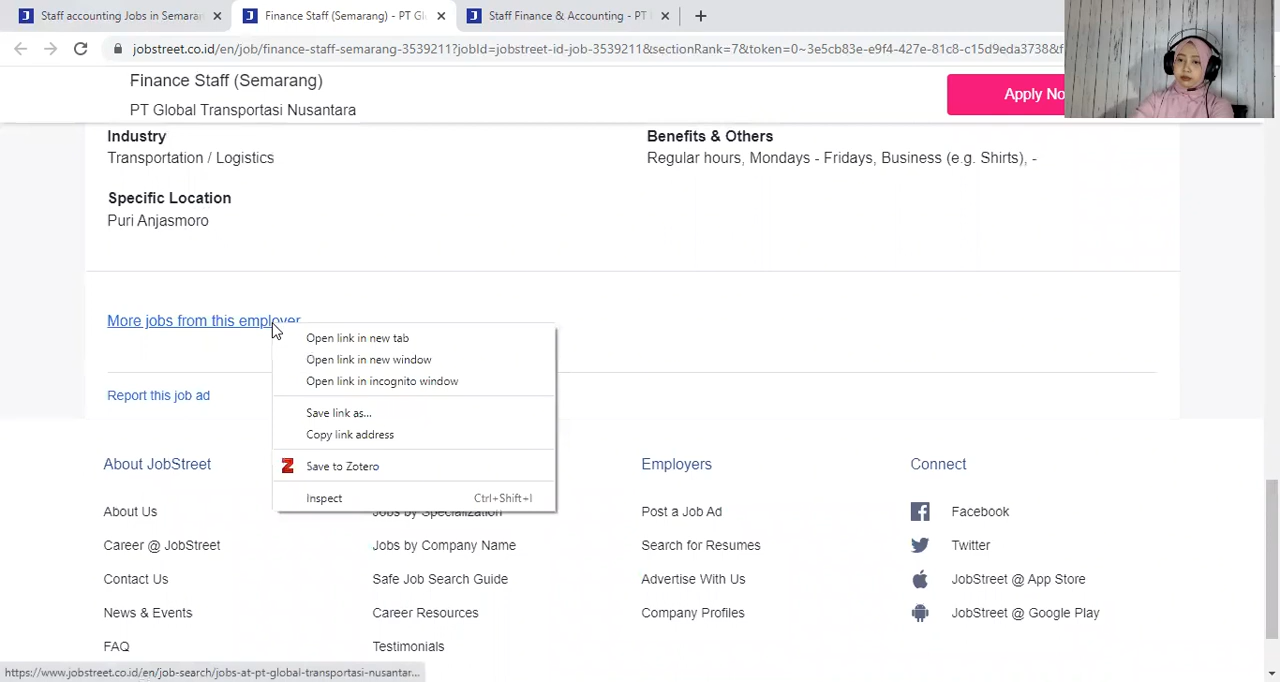 Staff accounting Jobs in Semaran
Finance Staff (Semarang) - PT Gl
Staff Finance & Accounting - PT
jobstreet.co.id/en/job/finance-staff-semarang-3539211?jobId=jobstreet-id-job-3539211&sectionRank=7&token=0~3e5cb83e-e9f4-427e-81c8-c15d9eda3738&f
Finance Staff (Semarang)
PT Global Transportasi Nusantara
Apply No
Industry
Transportation / Logistics
Benefits & Others
Regular hours, Mondays - Fridays, Business (e.g. Shirts), -
Specific Location
Puri Anjasmoro
More jobs from this employer
Open link in new tab
Open link in new window
Open link in incognito window
Save link as...
Copy link address
Save to Zotero
Inspect Ctrl+Shift+I
Report this job ad
About JobStreet
About Us
Career @ JobStreet
Contact Us
News & Events
FAQ
Jobs by Specialization
Jobs by Company Name
Safe Job Search Guide
Career Resources
Testimonials
Employers
Post a Job Ad
Search for Resumes
Advertise With Us
Company Profiles
Connect
Facebook
Twitter
JobStreet @ App Store
JobStreet @ Google Play
https://www.jobstreet.co.id/en/job-search/jobs-at-pt-global-transportasi-nusantar...